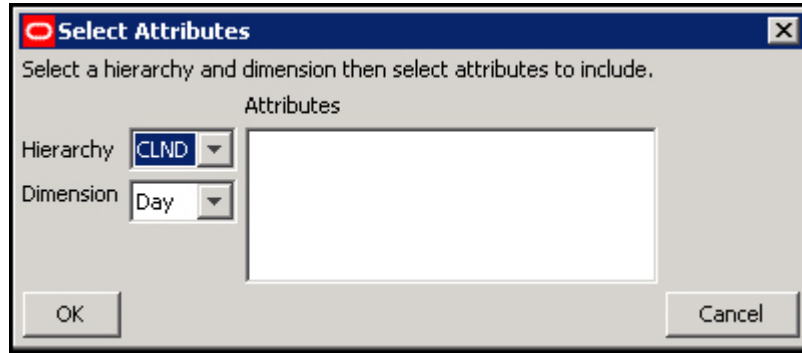 Select Attributes
Select a hierarchy and dimension then select attributes to include.
Attributes
Hierarchy CLND
Dimension Day
OK Cancel